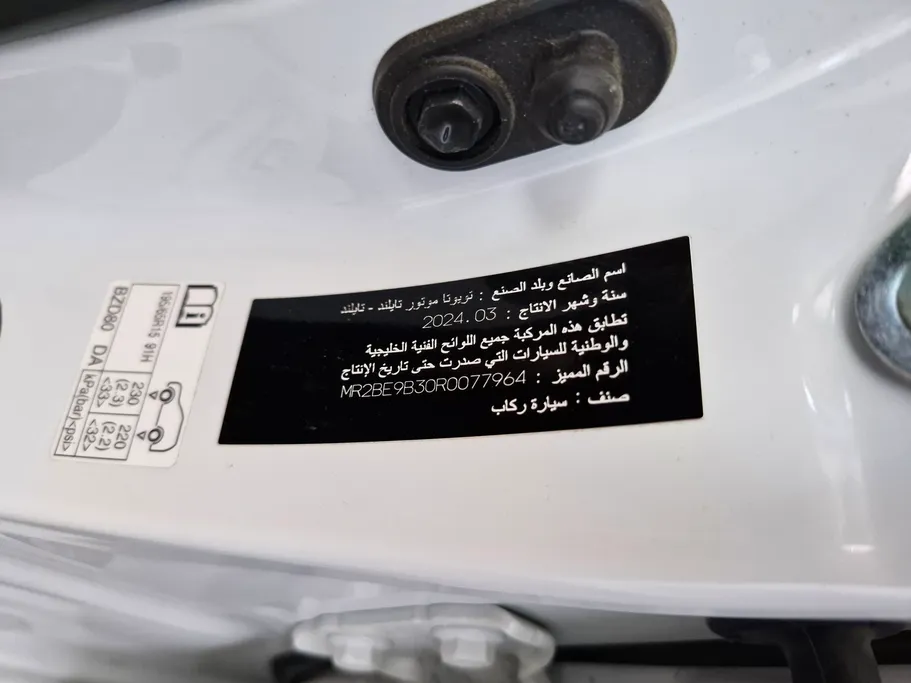 اسم الصانع وبلد الصنع : تويوتا موتور تايلند - تايلند
سنة وشهر الانتاج : 2024.03
تطابق هذه المركبة جميع اللوائح الفنية الخليجية
والوطنية للسيارات التي صدرت حتى تاريخ الإنتاج
الرقم المميز : MR2BE9B30R0077964
صنف : سيارة ركاب
195/65R15 91H
230
(2.3)
<33>
220
(2.2)
<32>
kPa(bar)<psi>
BZD80 DA